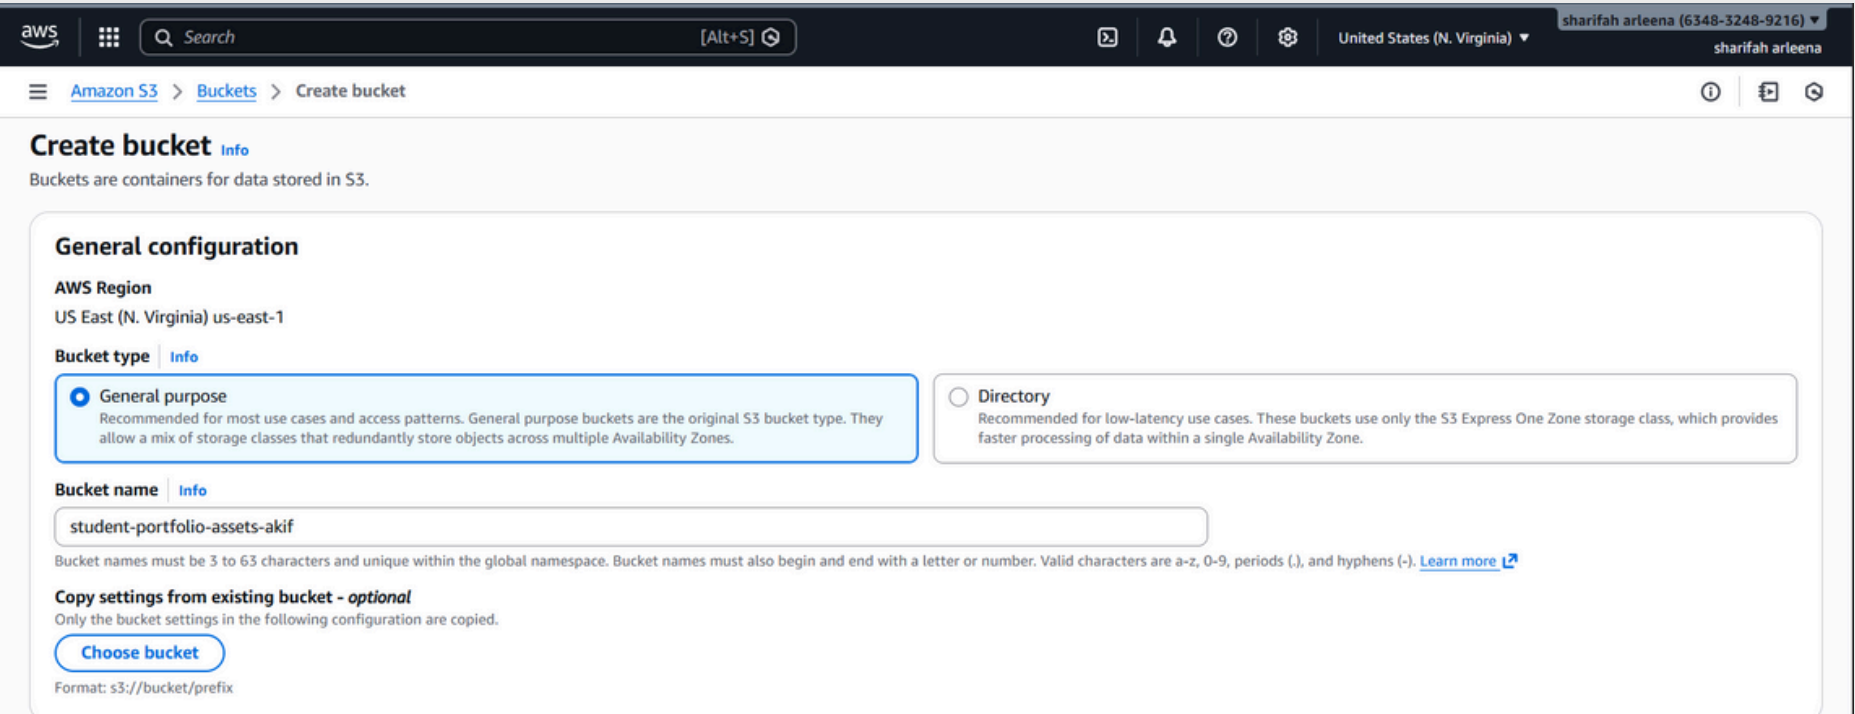 aws
Search [Alt+S]
United States (N. Virginia)
sharifah arleena (6348-3248-9216)
sharifah arleena
Amazon S3 > Buckets > Create bucket
Create bucket Info
Buckets are containers for data stored in S3.
General configuration
AWS Region
US East (N. Virginia) us-east-1
Bucket type Info
General purpose
Recommended for most use cases and access patterns. General purpose buckets are the original S3 bucket type. They
allow a mix of storage classes that redundantly store objects across multiple Availability Zones.
Directory
Recommended for low-latency use cases. These buckets use only the S3 Express One Zone storage class, which provides
faster processing of data within a single Availability Zone.
Bucket name Info
student-portfolio-assets-akif
Bucket names must be 3 to 63 characters and unique within the global namespace. Bucket names must also begin and end with a letter or number. Valid characters are a-z, 0-9, periods (.), and hyphens (-). Learn more
Copy settings from existing bucket - optional
Only the bucket settings in the following configuration are copied.
Choose bucket
Format: s3://bucket/prefix